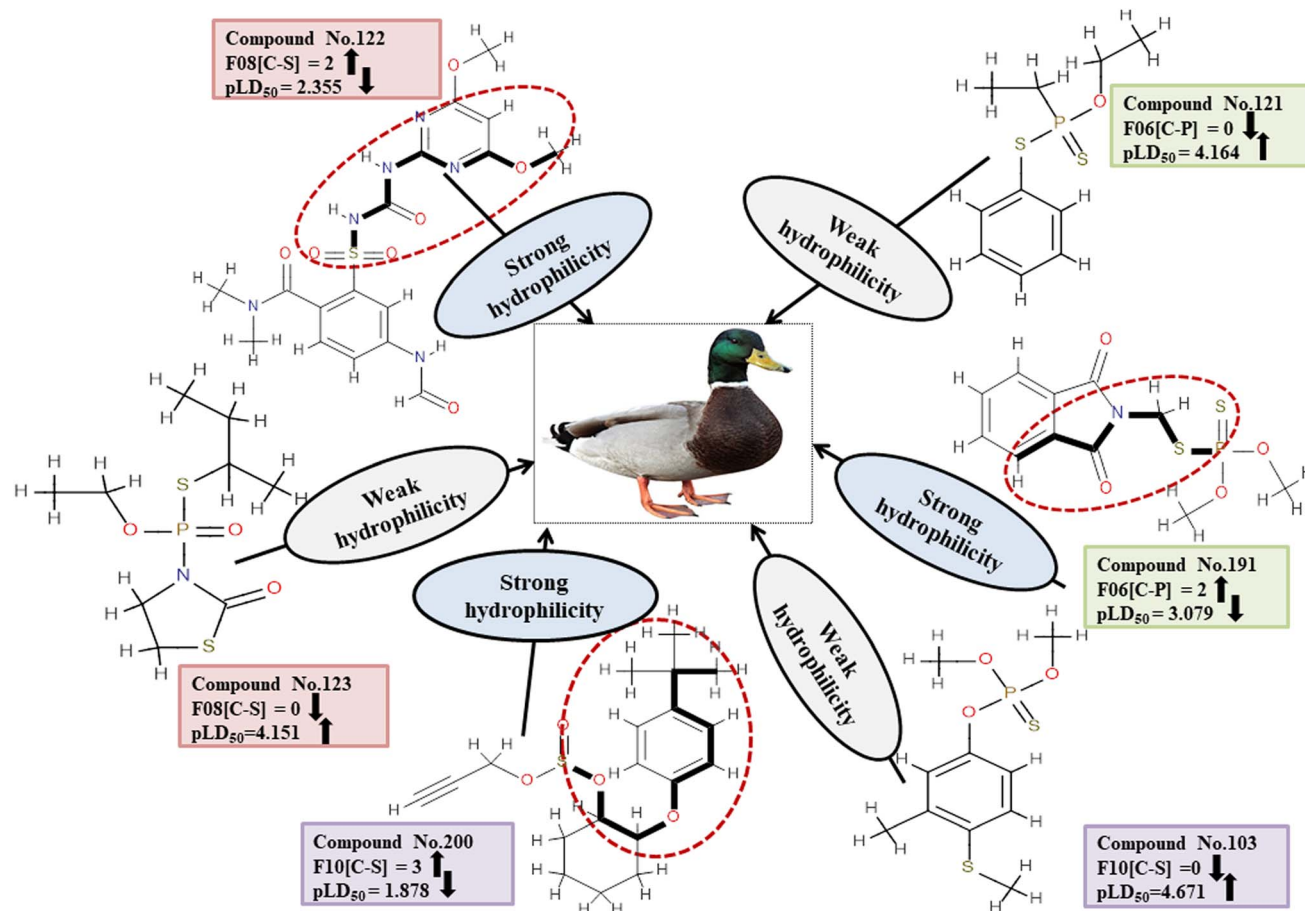 Compound No.122
F08[C-S] = 2
pLD50 = 2.355
Compound No.121
F06[C-P] = 0
pLD50 = 4.164
Strong
hydrophilicity
Weak
hydrophilicity
Weak
hydrophilicity
Strong
hydrophilicity
Strong
hydrophilicity
Weak
hydrophilicity
Compound No.191
F06[C-P] = 2
pLD50 = 3.079
Compound No.123
F08[C-S] = 0
pLD50=4.151
Compound No.200
F10[C-S] = 3
pLD50 = 1.878
Compound No.103
F10[C-S] =0
pLD50=4.671